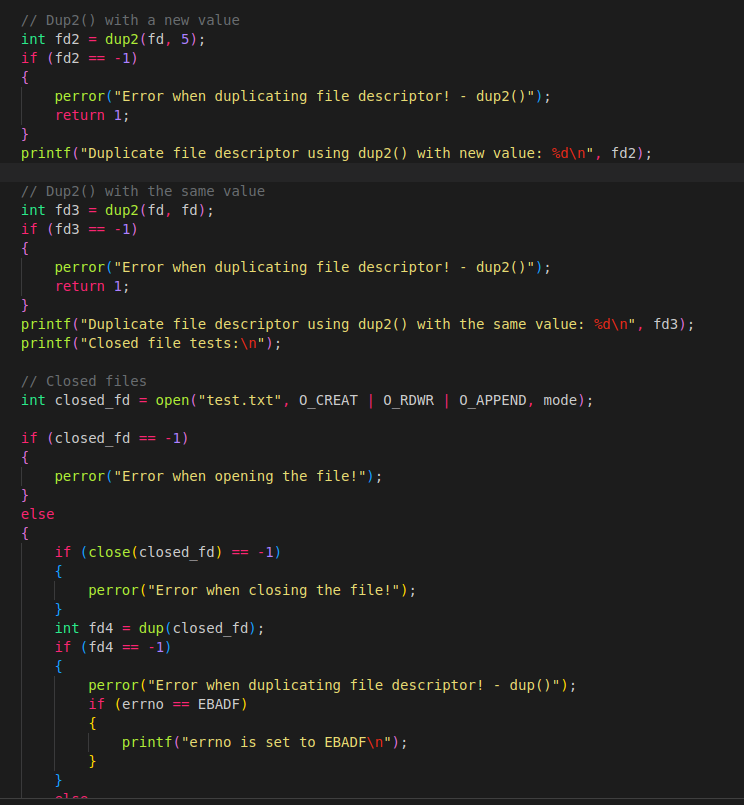 // Dup2() with a new value
int fd2 = dup2(fd, 5);
if (fd2 == -1)
{
    perror("Error when duplicating file descriptor! - dup2()");
    return 1;
}
printf("Duplicate file descriptor using dup2() with new value: %d\n", fd2);

// Dup2() with the same value
int fd3 = dup2(fd, fd);
if (fd3 == -1)
{
    perror("Error when duplicating file descriptor! - dup2()");
    return 1;
}
printf("Duplicate file descriptor using dup2() with the same value: %d\n", fd3);
printf("Closed file tests:\n");

// Closed files
int closed_fd = open("test.txt", O_CREAT | O_RDWR | O_APPEND, mode);

if (closed_fd == -1)
{
    perror("Error when opening the file!");
}
else
{
    if (close(closed_fd) == -1)
    {
        perror("Error when closing the file!");
    }
    int fd4 = dup(closed_fd);
    if (fd4 == -1)
    {
        perror("Error when duplicating file descriptor! - dup()");
        if (errno == EBADF)
        {
            printf("errno is set to EBADF\n");
        }
    }
    else